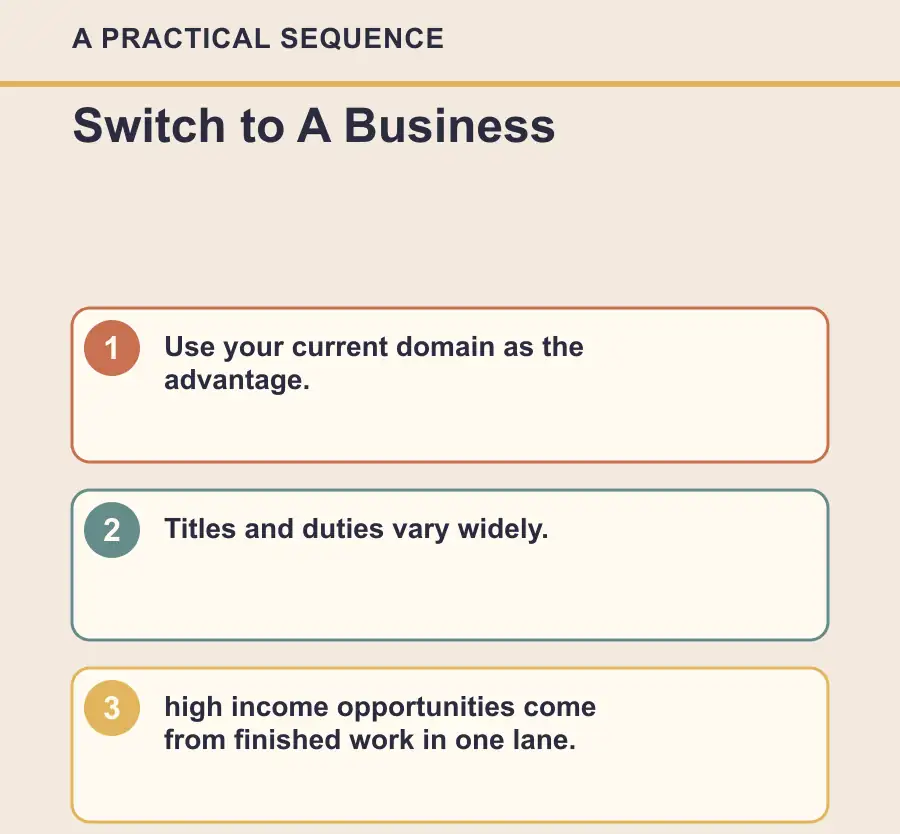 A PRACTICAL SEQUENCE
Switch to A Business
1
Use your current domain as the
advantage.
2
Titles and duties vary widely.
3
high income opportunities come
from finished work in one lane.